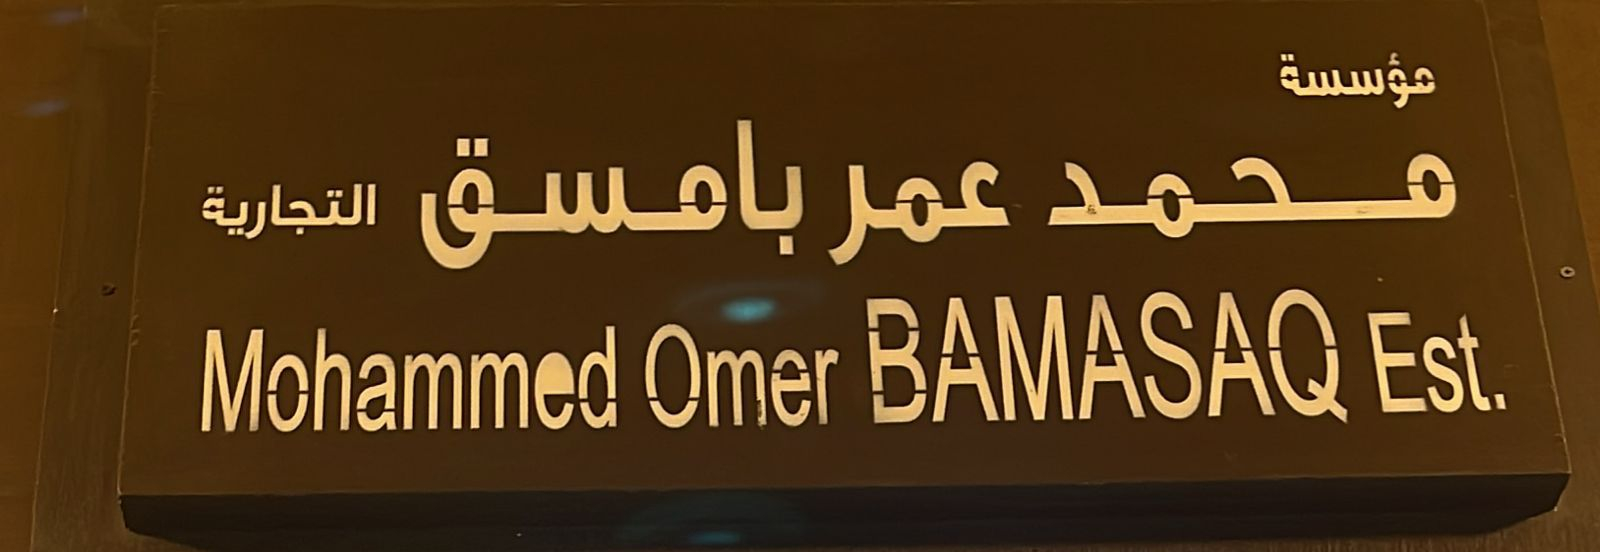 مؤسسة
محمد عمر بامسق التجارية
Mohammed Omer BAMASAQ Est.